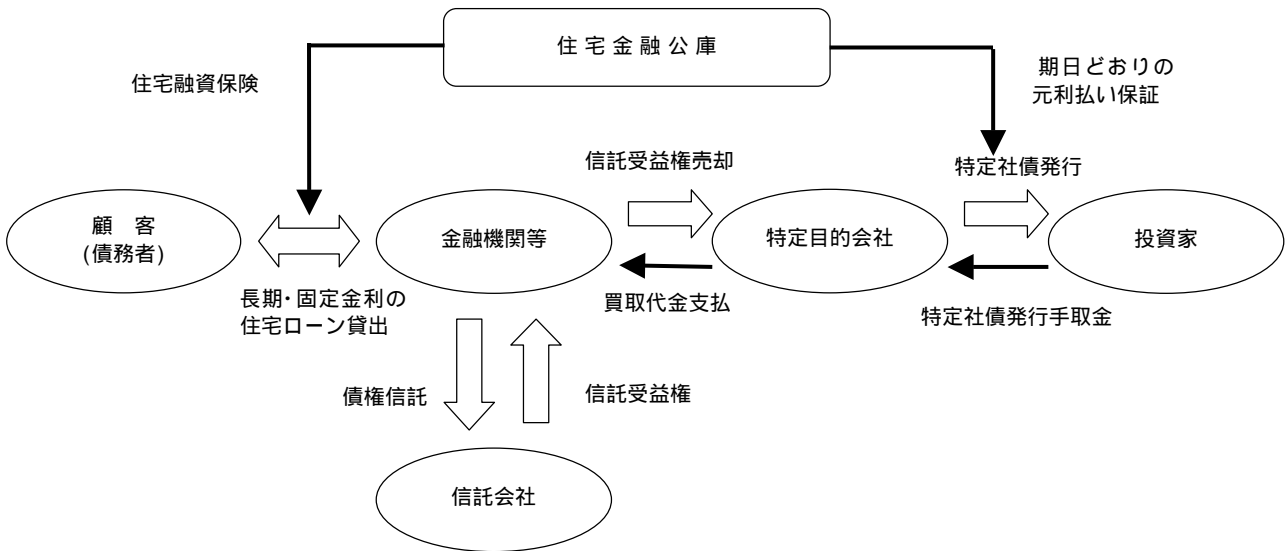 住宅金融公庫
住宅融資保険
期日どおりの
元利払い保証
信託受益権売却
特定社債発行
顧　客
(債務者)
金融機関等
特定目的会社
投資家
長期・固定金利の
住宅ローン貸出
買取代金支払
特定社債発行手取金
債権信託
信託受益権
信託会社